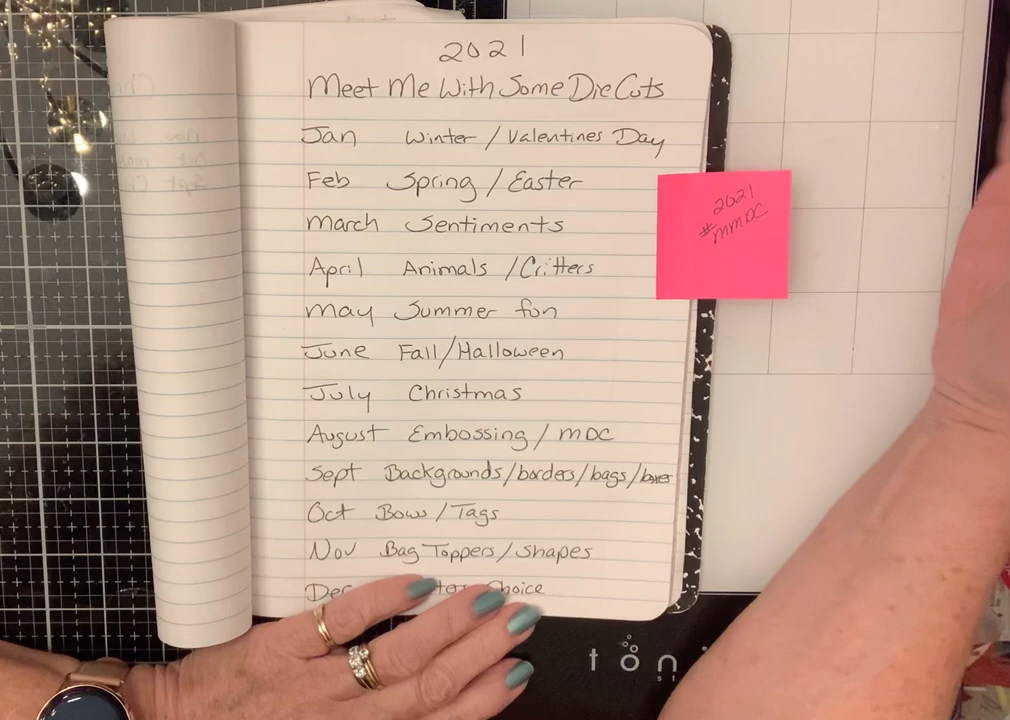 2021
Meet Me With Some Die Cuts
Jan Winter / Valentines Day
Feb Spring / Easter
March Sentiments
April Animals / Critters
May Summer fun
June Fall/Halloween
July Christmas
August Embossing / MDC
Sept Backgrounds/borders/bags/boxes
Oct Bows/Tags
Nov Bag Toppers/shapes
Dec Choice
2021
#MMDC